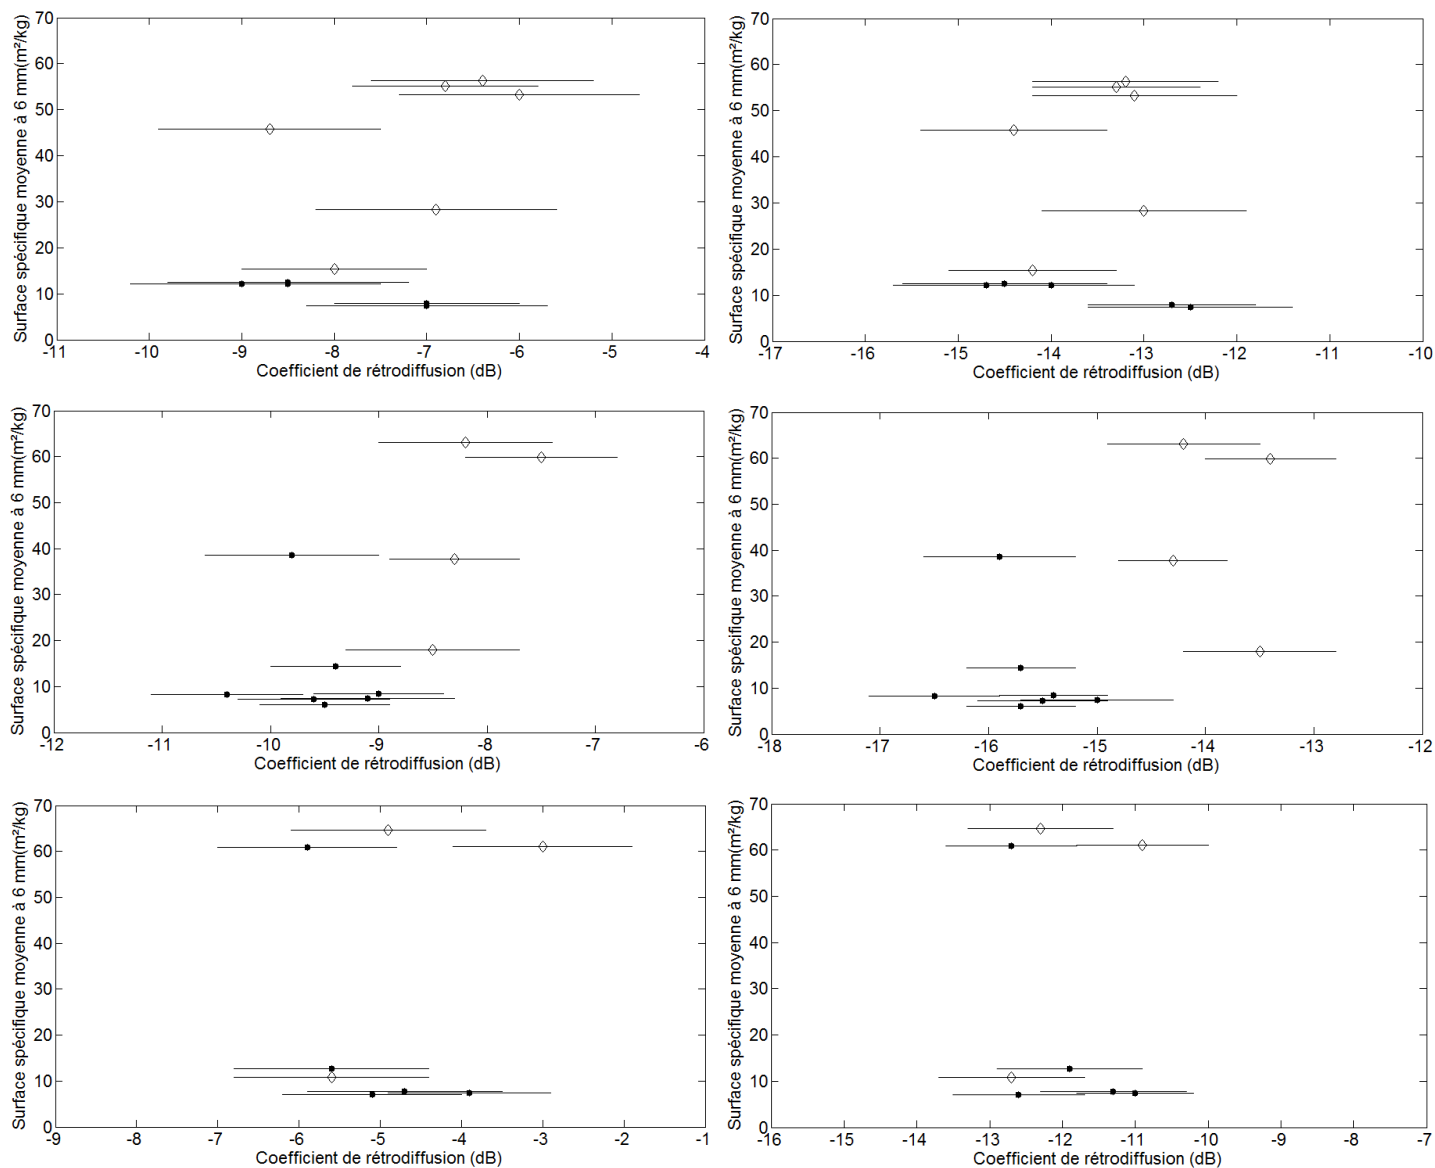 70
60
50
40
30
20
10
0
Surface spécifique moyenne à 6 mm(m²/kg)
-11 -10 -9 -8 -7 -6 -5 -4
Coefficient de rétrodiffusion (dB)
70
60
50
40
30
20
10
0
Surface spécifique moyenne à 6 mm(m²/kg)
-17 -16 -15 -14 -13 -12 -11 -10
Coefficient de rétrodiffusion (dB)
70
60
50
40
30
20
10
0
Surface spécifique moyenne à 6 mm(m²/kg)
-12 -11 -10 -9 -8 -7 -6
Coefficient de rétrodiffusion (dB)
70
60
50
40
30
20
10
0
Surface spécifique moyenne à 6 mm(m²/kg)
-18 -17 -16 -15 -14 -13 -12
Coefficient de rétrodiffusion (dB)
70
60
50
40
30
20
10
0
Surface spécifique moyenne à 6 mm(m²/kg)
-9 -8 -7 -6 -5 -4 -3 -2 -1
Coefficient de rétrodiffusion (dB)
70
60
50
40
30
20
10
0
Surface spécifique moyenne à 6 mm(m²/kg)
-16 -15 -14 -13 -12 -11 -10 -9 -8 -7
Coefficient de rétrodiffusion (dB)